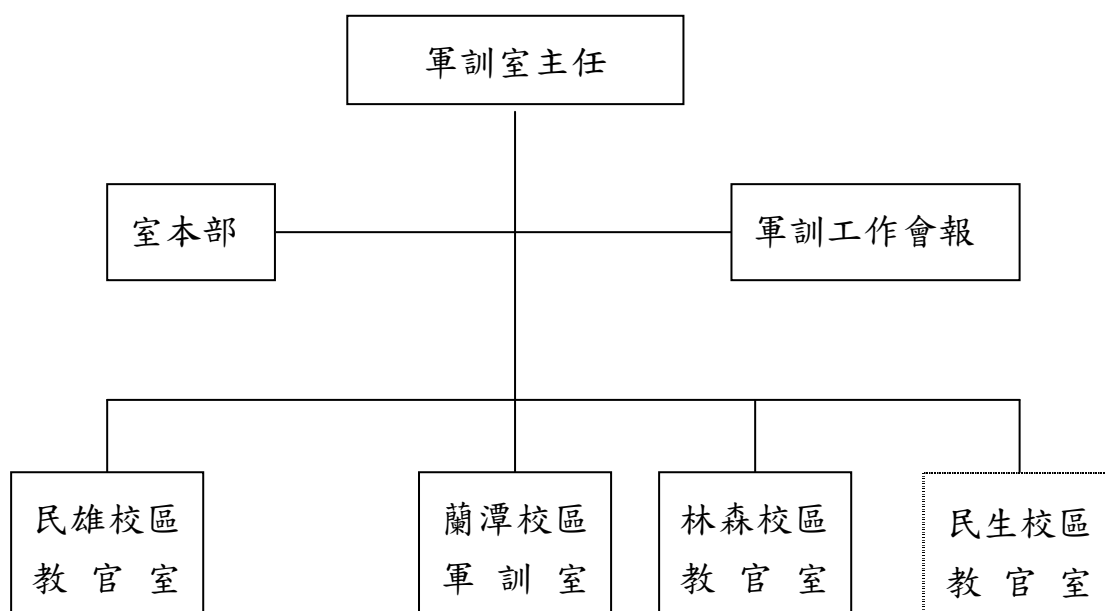 軍訓室主任
室本部
軍訓工作會報
民雄校區
教官室
蘭潭校區
軍訓室
林森校區
教官室
民生校區
教官室